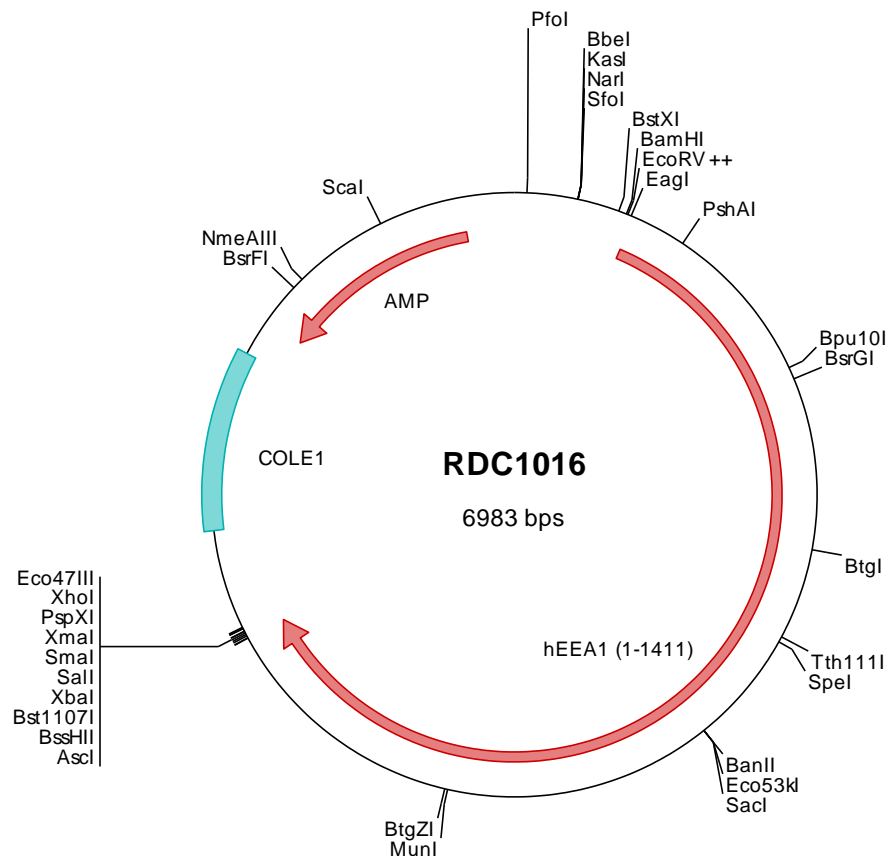 PfoI
BbeI
KasI
NarI
SfoI
BstXI
BamHI
EcoRV ++
EagI
PshAI
ScaI
NmeAIII
BsrFI
AMP
Bpu10I
BsrGI
COLE1
RDC1016
6983 bps
BtgI
Eco47III
XhoI
PspXI
XmaI
SmaI
SalI
XbaI
Bst1107I
BssHII
AscI
hEEA1 (1-1411)
Tth111I
SpeI
BanII
Eco53kI
SacI
BtgZI
MunI